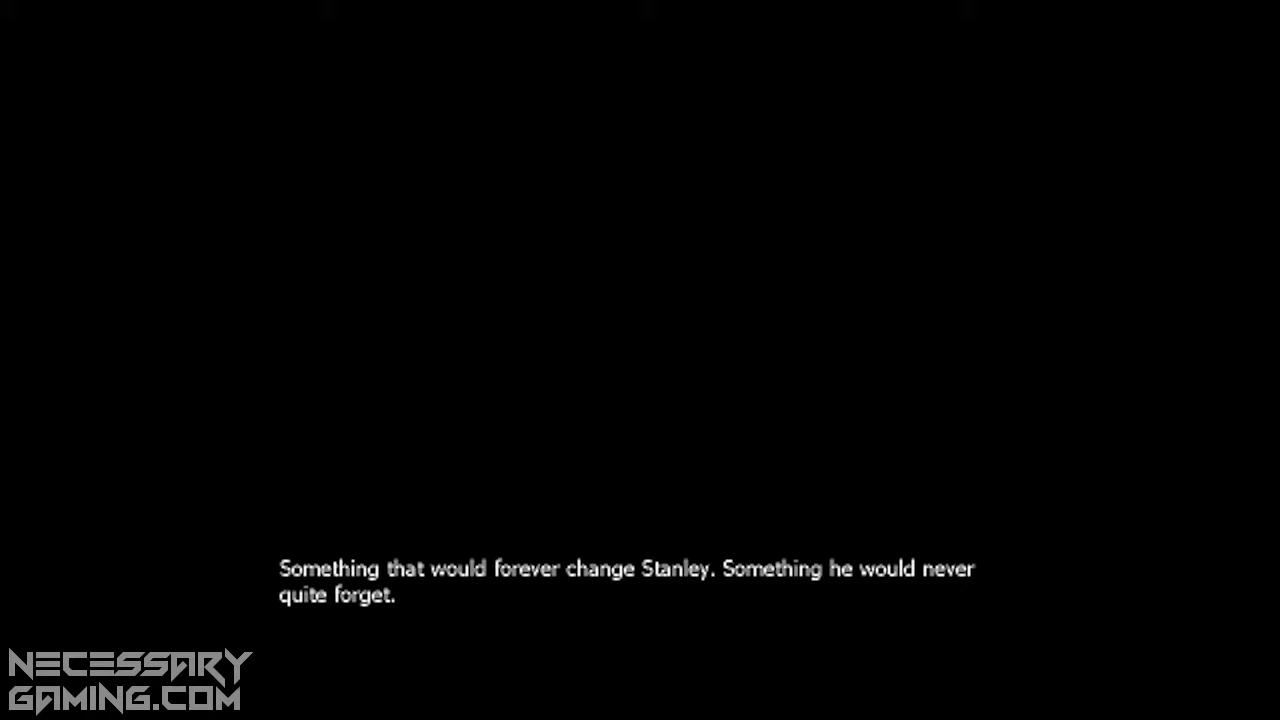 Something that would forever change Stanley. Something he would never
quite forget.
NECESSARY
GAMING.COM